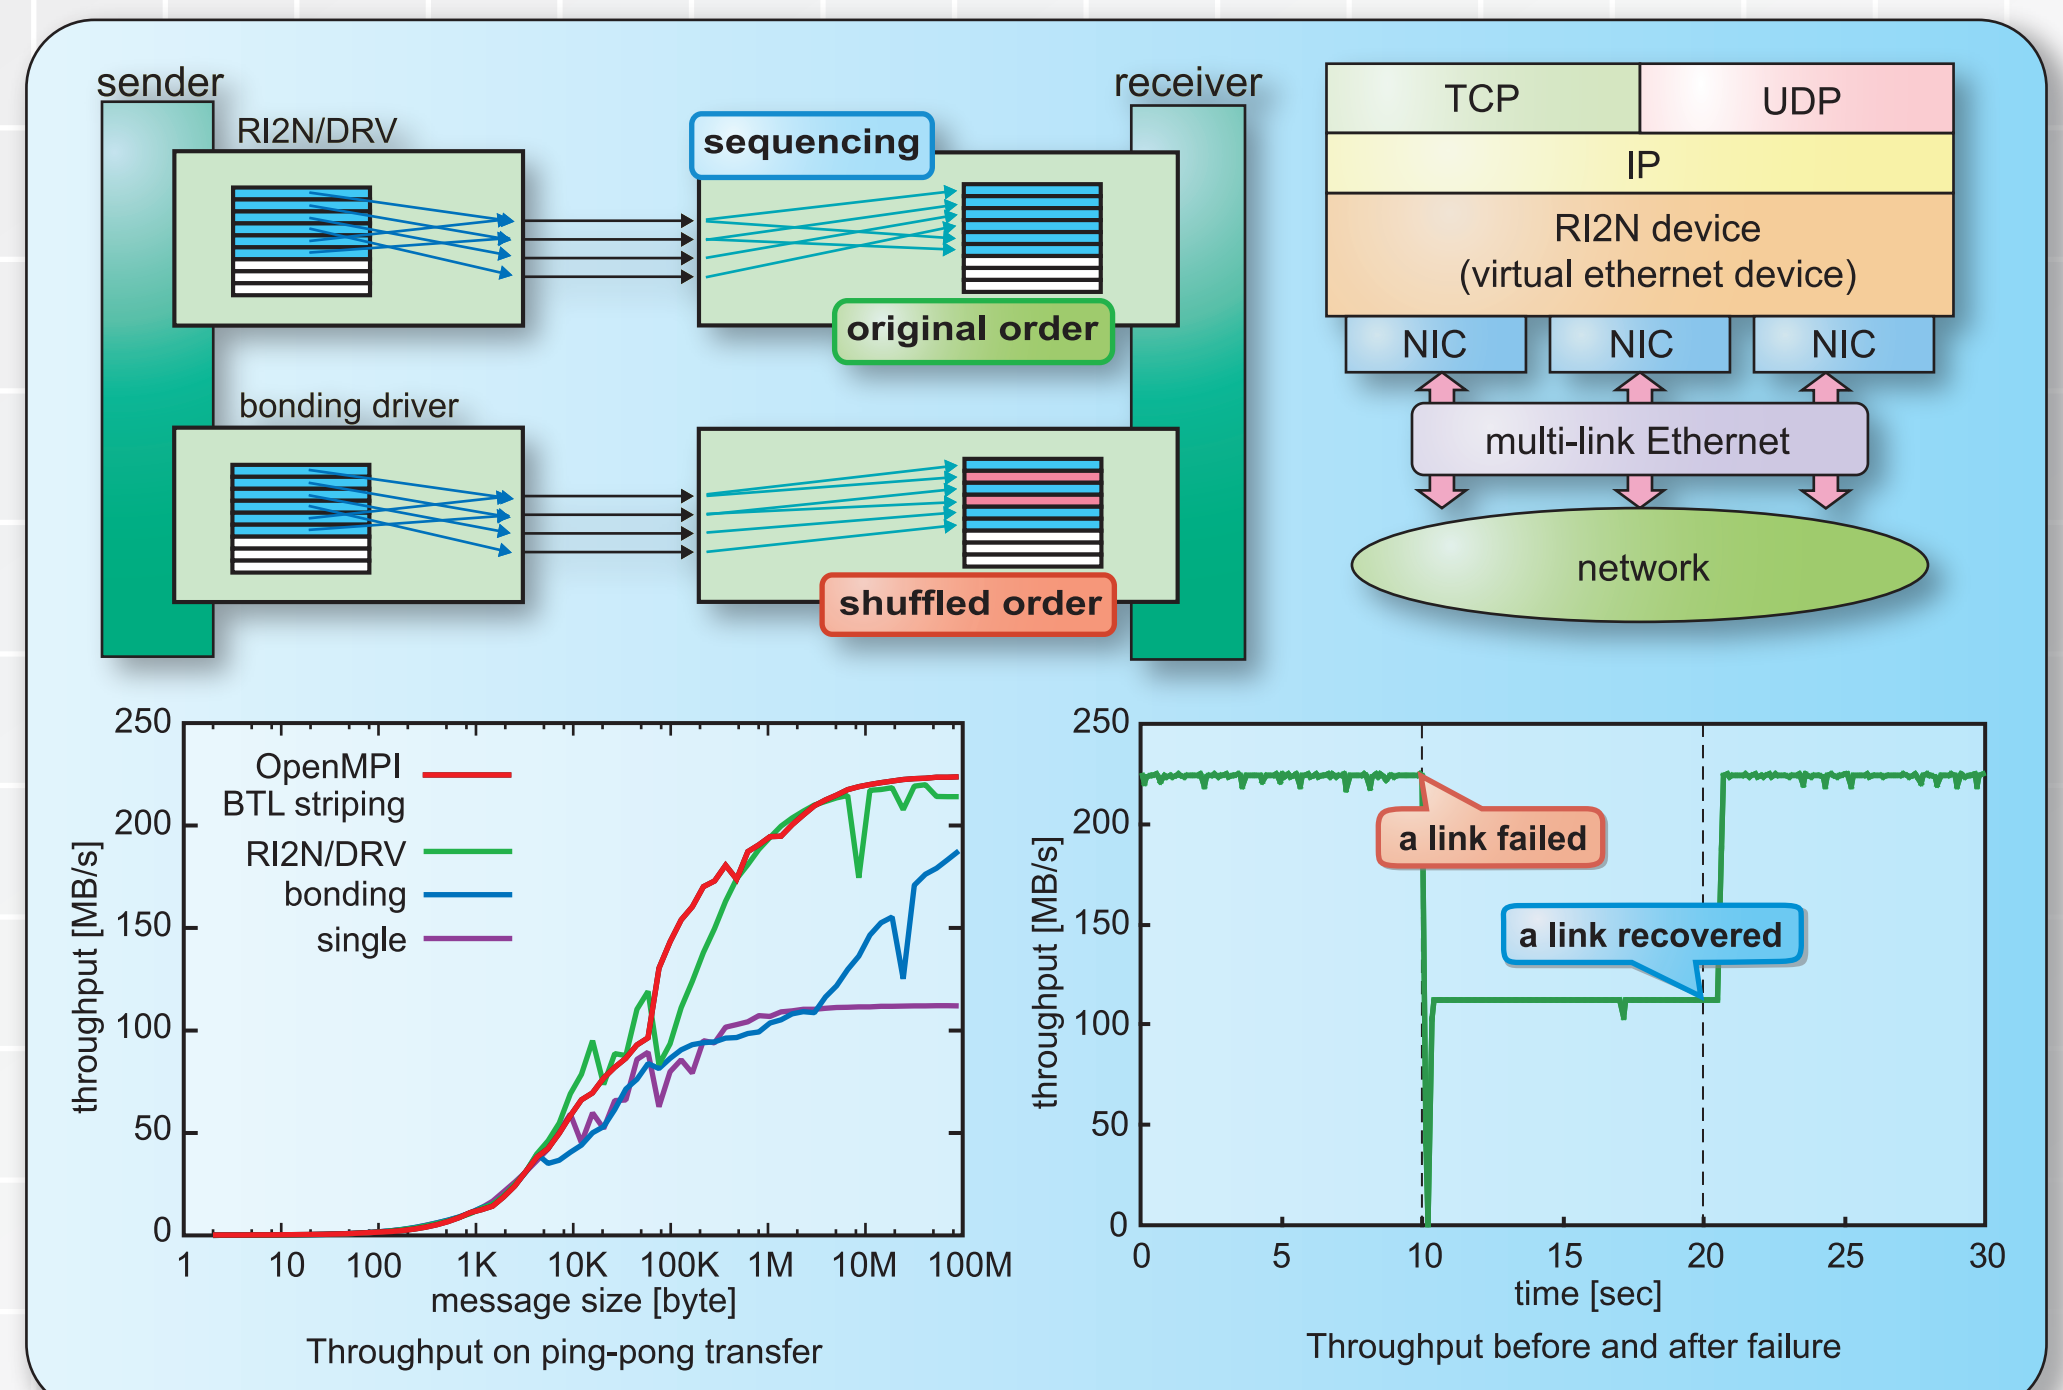 sender
receiver
RI2N/DRV
sequencing
original order
bonding driver
shuffled order
TCP
UDP
IP
RI2N device
(virtual ethernet device)
NIC
NIC
NIC
multi-link Ethernet
network
250
200
150
100
50
0
throughput [MB/s]
OpenMPI
BTL striping
RI2N/DRV
bonding
single
1
10
100
1K
10K
100K
1M
10M
100M
message size [byte]
Throughput on ping-pong transfer
250
200
150
100
50
0
throughput [MB/s]
a link failed
a link recovered
0
5
10
15
20
25
30
time [sec]
Throughput before and after failure